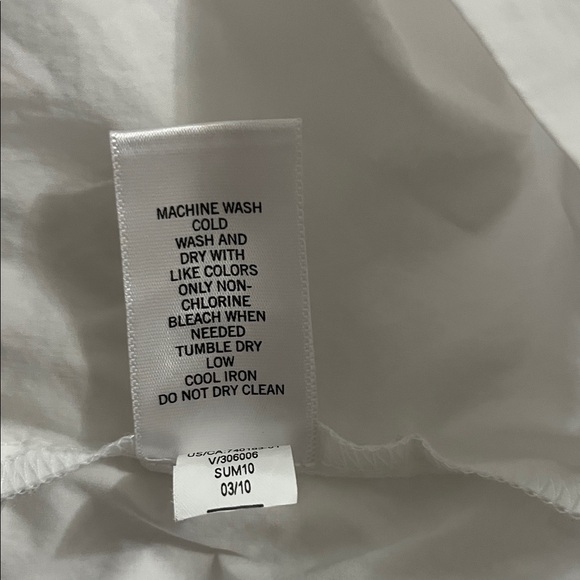 MACHINE WASH
COLD
WASH AND
DRY WITH
LIKE COLORS
ONLY NON-
CHLORINE
BLEACH WHEN
NEEDED
TUMBLE DRY
LOW
COOL IRON
DO NOT DRY CLEAN
V/306006
SUM10
03/10